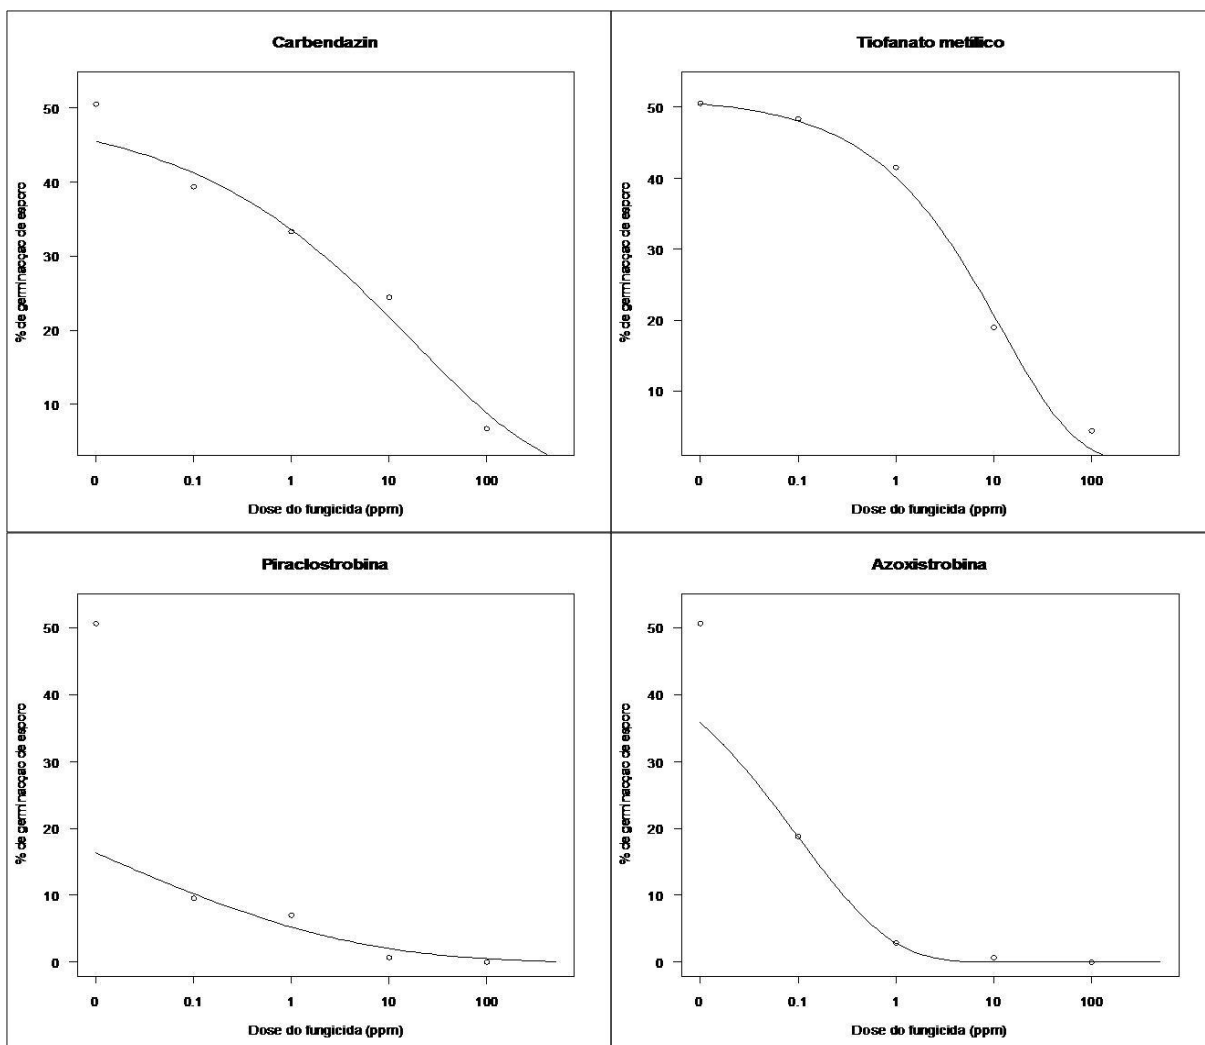 Carbendazin
50
40
30
20
10
% de germinacçao de esporo
0 0.1 1 10 100
Dose do fungicida (ppm)
Tiofanato metílico
50
40
30
20
10
% de germinacçao de esporo
0 0.1 1 10 100
Dose do fungicida (ppm)
Piraclostrobina
50
40
30
20
10
0
% de germinacçao de esporo
0 0.1 1 10 100
Dose do fungicida (ppm)
Azoxistrobina
50
40
30
20
10
0
% de germinacçao de esporo
0 0.1 1 10 100
Dose do fungicida (ppm)